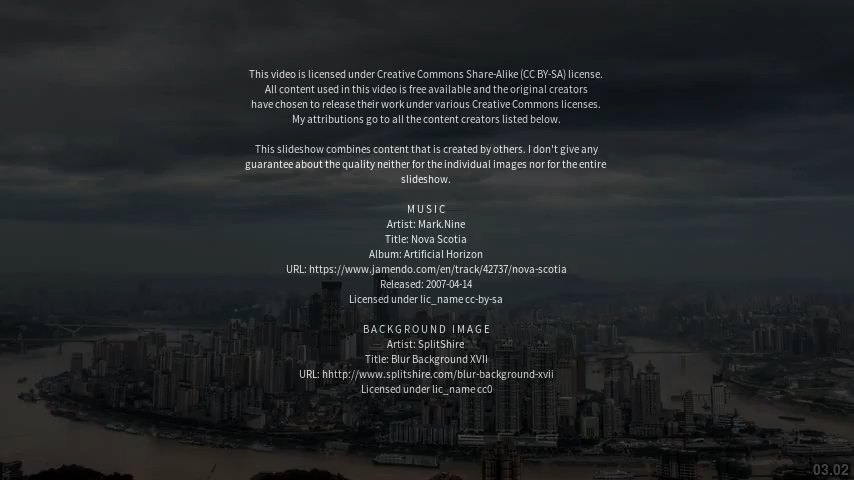 This video is licensed under Creative Commons Share-Alike (CC BY-SA) license.
All content used in this video is free available and the original creators
have chosen to release their work under various Creative Commons licenses.
My attributions go to all the content creators listed below.
This slideshow combines content that is created by others. I don't give any
guarantee about the quality neither for the individual images nor for the entire
slideshow.
MUSIC
Artist: Mark.Nine
Title: Nova Scotia
Album: Artificial Horizon
URL: https://www.jamendo.com/en/track/42737/nova-scotia
Released: 2007-04-14
Licensed under lic_name cc-by-sa
BACKGROUND IMAGE
Artist: SplitShire
Title: Blur Background XVII
URL: hhttp://www.splitshire.com/blur-background-xvii
Licensed under lic_name cc0
03.02